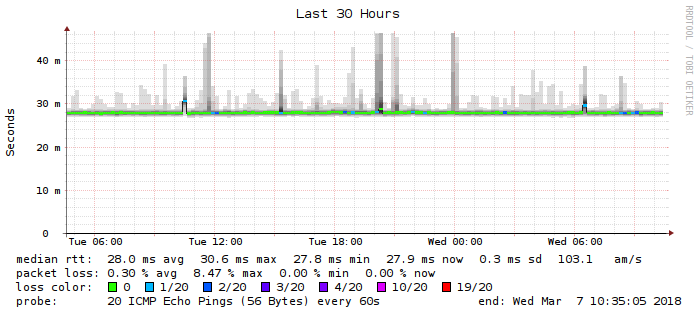 Last 30 Hours
RRDTOOL / TOBI OETIKER
Seconds
40 m
30 m
20 m
10 m
0
Tue 06:00 Tue 12:00 Tue 18:00 Wed 00:00 Wed 06:00
median rtt: 28.0 ms avg 30.6 ms max 27.8 ms min 27.9 ms now 0.3 ms sd 103.1 am/s
packet loss: 0.30 % avg 8.47 % max 0.00 % min 0.00 % now
loss color: 0 1/20 2/20 3/20 4/20 10/20 19/20
probe: 20 ICMP Echo Pings (56 Bytes) every 60s end: Wed Mar 7 10:35:05 2018